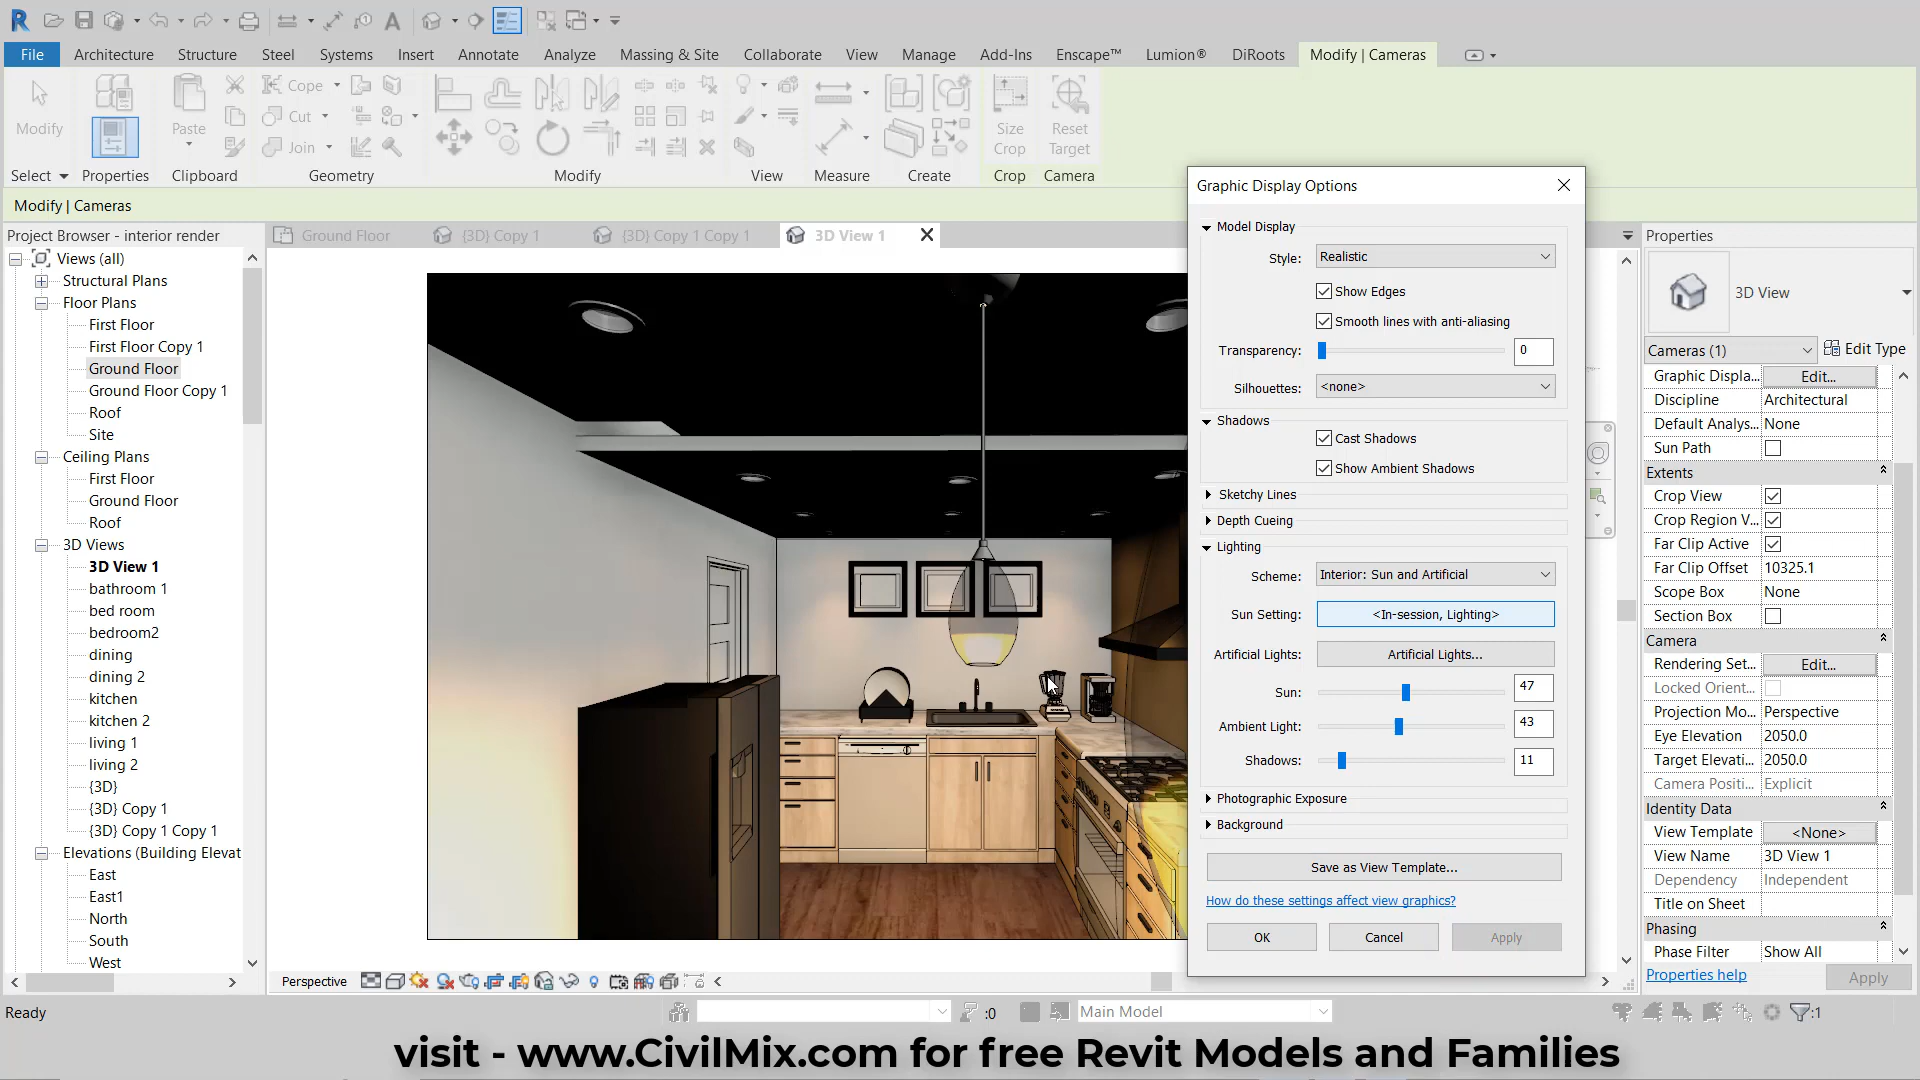 File Architecture Structure Steel Systems Insert Annotate Analyze Massing & Site Collaborate View Manage Add-Ins Enscape™ Lumion® DiRoots Modify | Cameras
Modify
Paste
Cope
Cut
Join
Size Crop
Reset Target
Select Properties Clipboard Geometry Modify View Measure Create Crop Camera
Modify | Cameras
Project Browser - interior render
Views (all)
Structural Plans
Floor Plans
First Floor
First Floor Copy 1
Ground Floor
Ground Floor Copy 1
Roof
Site
Ceiling Plans
First Floor
Ground Floor
Roof
3D Views
3D View 1
bathroom 1
bed room
bedroom2
dining
dining 2
kitchen
kitchen 2
living 1
living 2
{3D}
{3D} Copy 1
{3D} Copy 1 Copy 1
Elevations (Building Elevat
East
East1
North
South
West
Ground Floor {3D} Copy 1 {3D} Copy 1 Copy 1 3D View 1
Graphic Display Options
Model Display
Style: Realistic
Show Edges
Smooth lines with anti-aliasing
Transparency: 0
Silhouettes: <none>
Shadows
Cast Shadows
Show Ambient Shadows
Sketchy Lines
Depth Cueing
Lighting
Scheme: Interior: Sun and Artificial
Sun Setting: <In-session, Lighting>
Artificial Lights: Artificial Lights...
Sun: 47
Ambient Light: 43
Shadows: 11
Photographic Exposure
Background
Save as View Template...
How do these settings affect view graphics?
OK Cancel Apply
Properties
3D View
Cameras (1) Edit Type
Graphic Displa... Edit...
Discipline Architectural
Default Analys... None
Sun Path
Extents
Crop View
Crop Region V...
Far Clip Active
Far Clip Offset 10325.1
Scope Box None
Section Box
Camera
Rendering Set... Edit...
Locked Orient...
Projection Mo... Perspective
Eye Elevation 2050.0
Target Elevati... 2050.0
Camera Positi... Explicit
Identity Data
View Template <None>
View Name 3D View 1
Dependency Independent
Title on Sheet
Phasing
Phase Filter Show All
Properties help Apply
Perspective
Ready :0 Main Model :1
visit - www.CivilMix.com for free Revit Models and Families